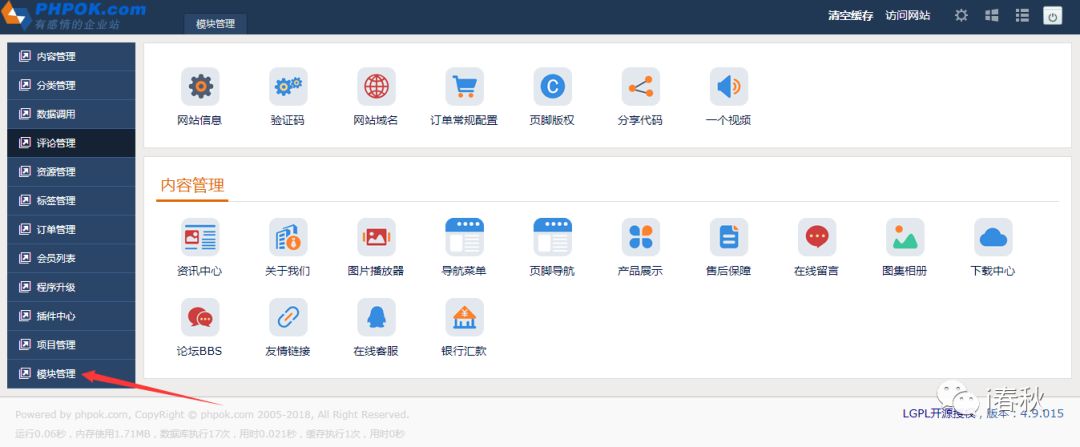 PHPOK.com
有感情的企业站
模块管理
清空缓存 访问网站
内容管理
分类管理
数据调用
评论管理
资源管理
标签管理
订单管理
会员列表
程序升级
插件中心
项目管理
模块管理
网站信息 验证码 网站域名 订单常规配置 页脚版权 分享代码 一个视频
内容管理
资讯中心 关于我们 图片播放器 导航菜单 页脚导航 产品展示 售后保障 在线留言 图集相册 下载中心
论坛BBS 友情链接 在线客服 银行汇款
Powered by phpok.com, CopyRight © phpok.com 2005-2018, All Right Reserved.
LGPL开源授权，版本：4.9.015
运行0.06秒，内存使用1.71MB，数据库执行17次，用时0.021秒，缓存执行1次，用时0秒
i春秋